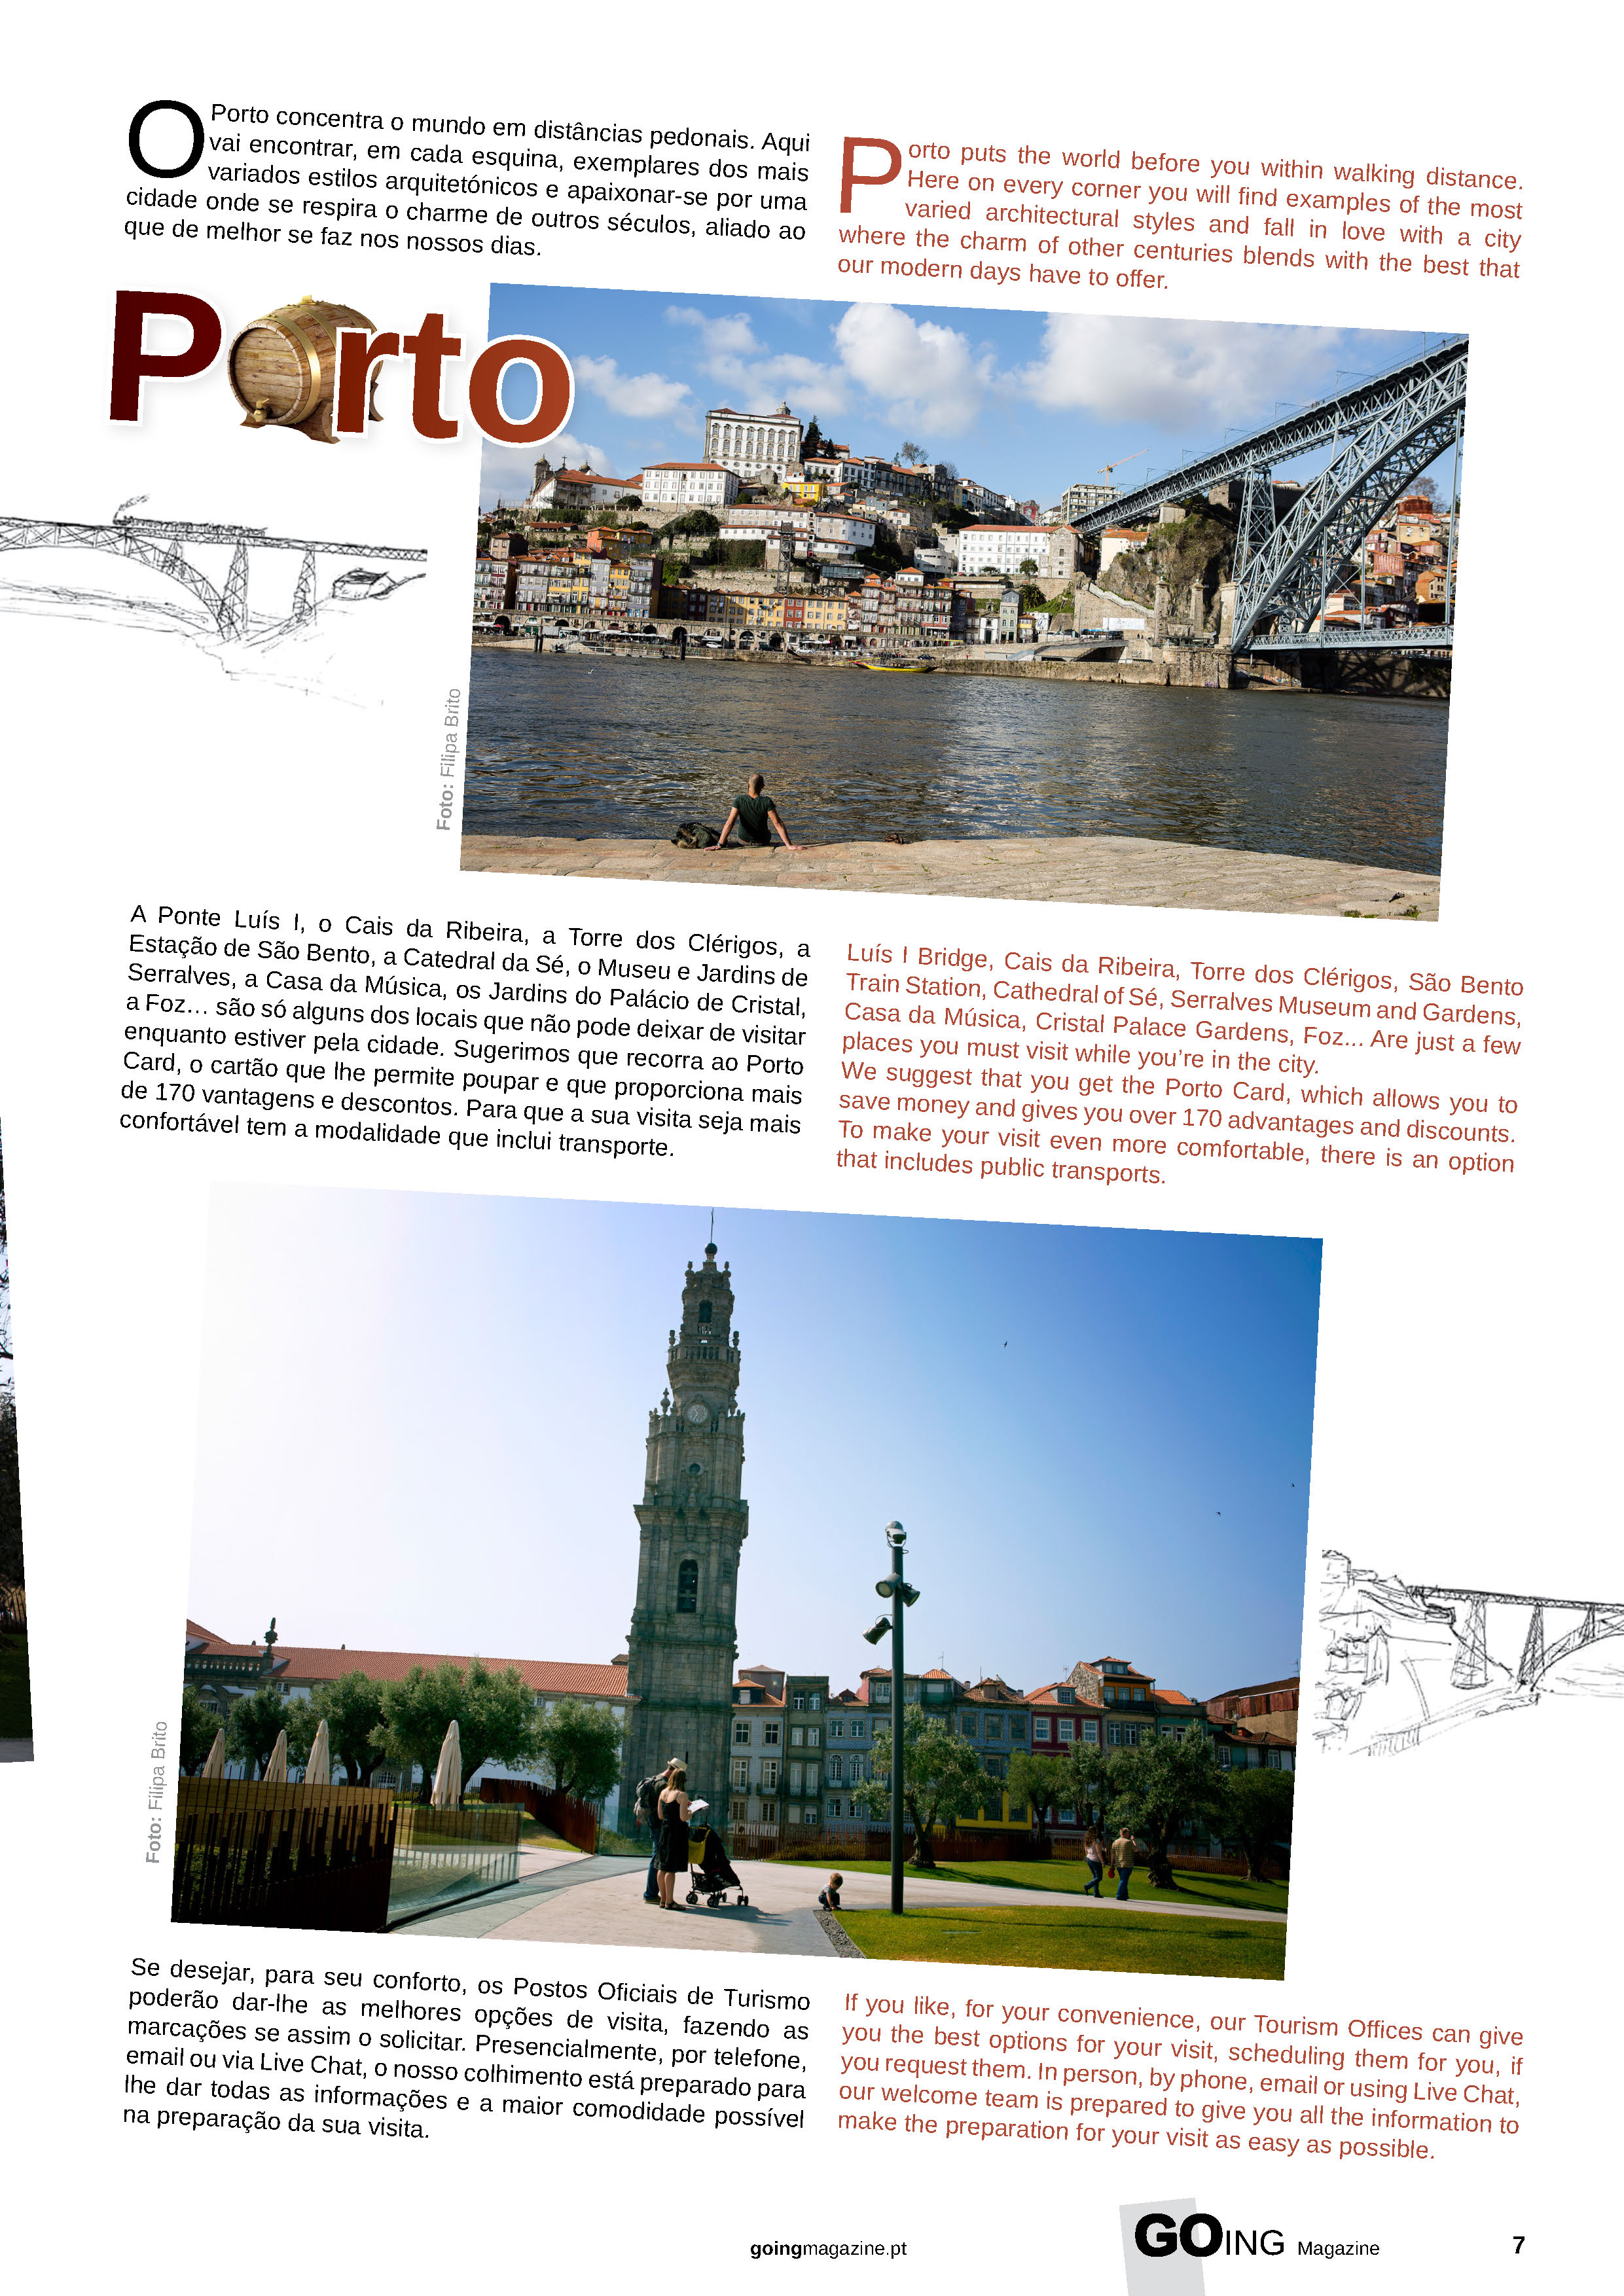 O Porto concentra o mundo em distâncias pedonais. Aqui
vai encontrar, em cada esquina, exemplares dos mais
variados estilos arquitetónicos e apaixonar-se por uma
cidade onde se respira o charme de outros séculos, aliado ao
que de melhor se faz nos nossos dias.
Porto puts the world before you within walking distance.
Here on every corner you will find examples of the most
varied architectural styles and fall in love with a city
where the charm of other centuries blends with the best that
our modern days have to offer.
Porto
Foto: Filipa Brito
A Ponte Luís I, o Cais da Ribeira, a Torre dos Clérigos, a
Estação de São Bento, a Catedral da Sé, o Museu e Jardins de
Serralves, a Casa da Música, os Jardins do Palácio de Cristal,
a Foz... são só alguns dos locais que não pode deixar de visitar
enquanto estiver pela cidade. Sugerimos que recorra ao Porto
Card, o cartão que lhe permite poupar e que proporciona mais
de 170 vantagens e descontos. Para que a sua visita seja mais
confortável tem a modalidade que inclui transporte.
Luís I Bridge, Cais da Ribeira, Torre dos Clérigos, São Bento
Train Station, Cathedral of Sé, Serralves Museum and Gardens,
Casa da Música, Cristal Palace Gardens, Foz... Are just a few
places you must visit while you’re in the city.
We suggest that you get the Porto Card, which allows you to
save money and gives you over 170 advantages and discounts.
To make your visit even more comfortable, there is an option
that includes public transports.
Foto: Filipa Brito
Se desejar, para seu conforto, os Postos Oficiais de Turismo
poderão dar-lhe as melhores opções de visita, fazendo as
marcações se assim o solicitar. Presencialmente, por telefone,
email ou via Live Chat, o nosso colhimento está preparado para
lhe dar todas as informações e a maior comodidade possível
na preparação da sua visita.
If you like, for your convenience, our Tourism Offices can give
you the best options for your visit, scheduling them for you, if
you request them. In person, by phone, email or using Live Chat,
our welcome team is prepared to give you all the information to
make the preparation for your visit as easy as possible.
goingmagazine.pt
GOING Magazine
7